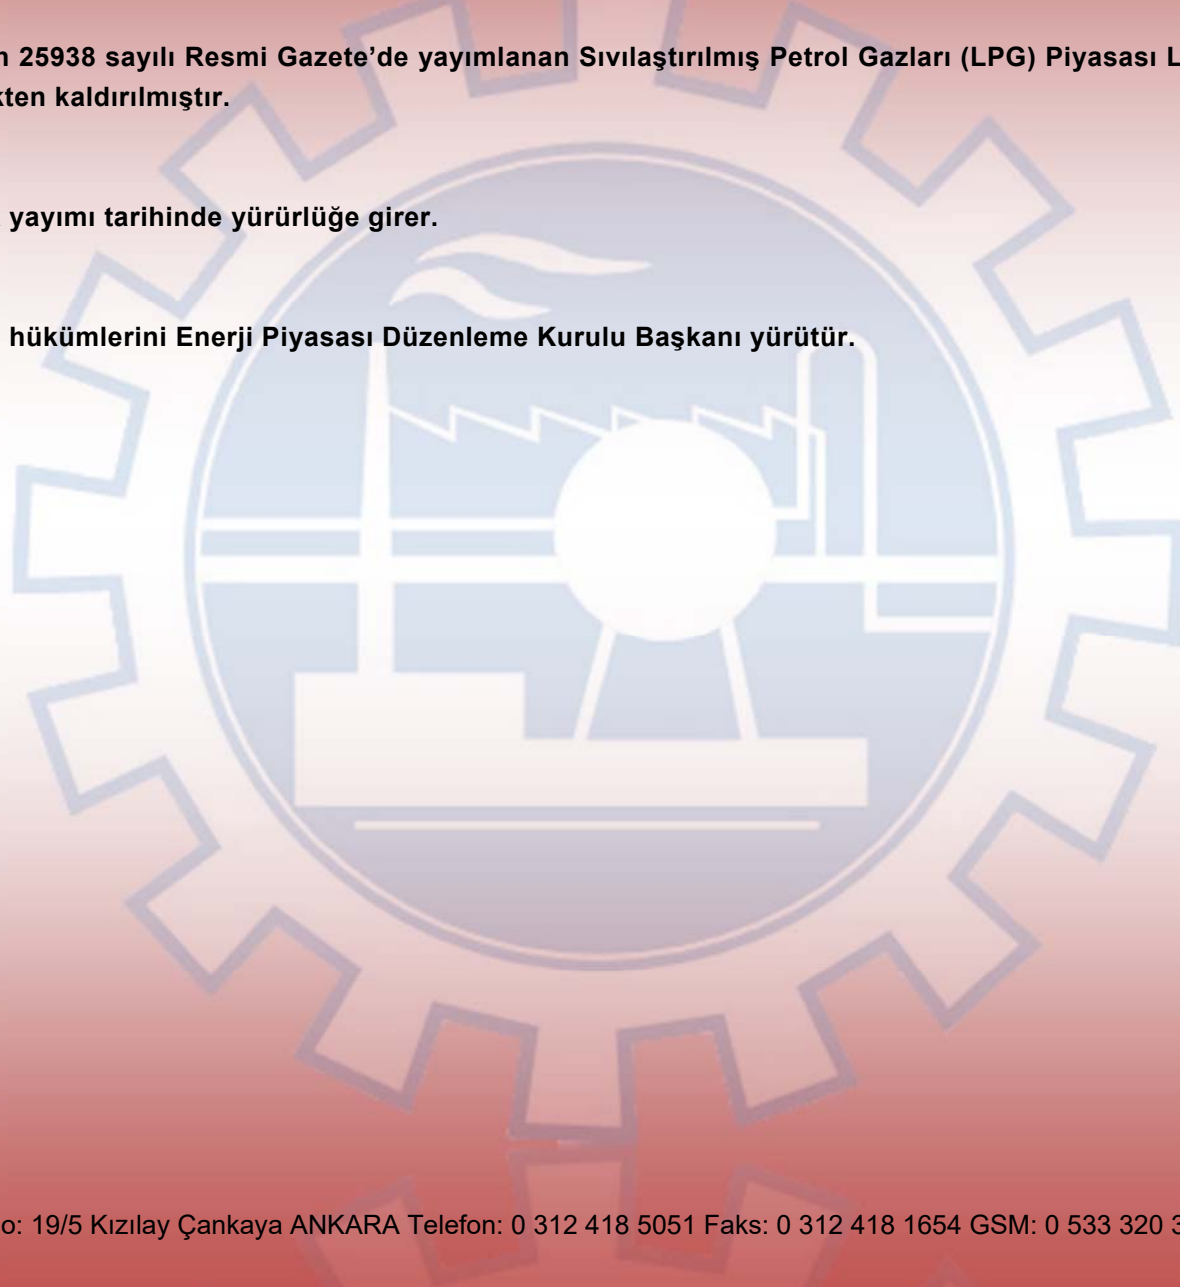 25938 sayılı Resmi Gazete’de yayımlanan Sıvılaştırılmış Petrol Gazları (LPG) Piyasası
kaldırılmıştır.
yayımı tarihinde yürürlüğe girer.
hükümlerini Enerji Piyasası Düzenleme Kurulu Başkanı yürütür.
19/5 Kızılay Çankaya ANKARA Telefon: 0 312 418 5051 Faks: 0 312 418 1654 GSM: 0 533 320